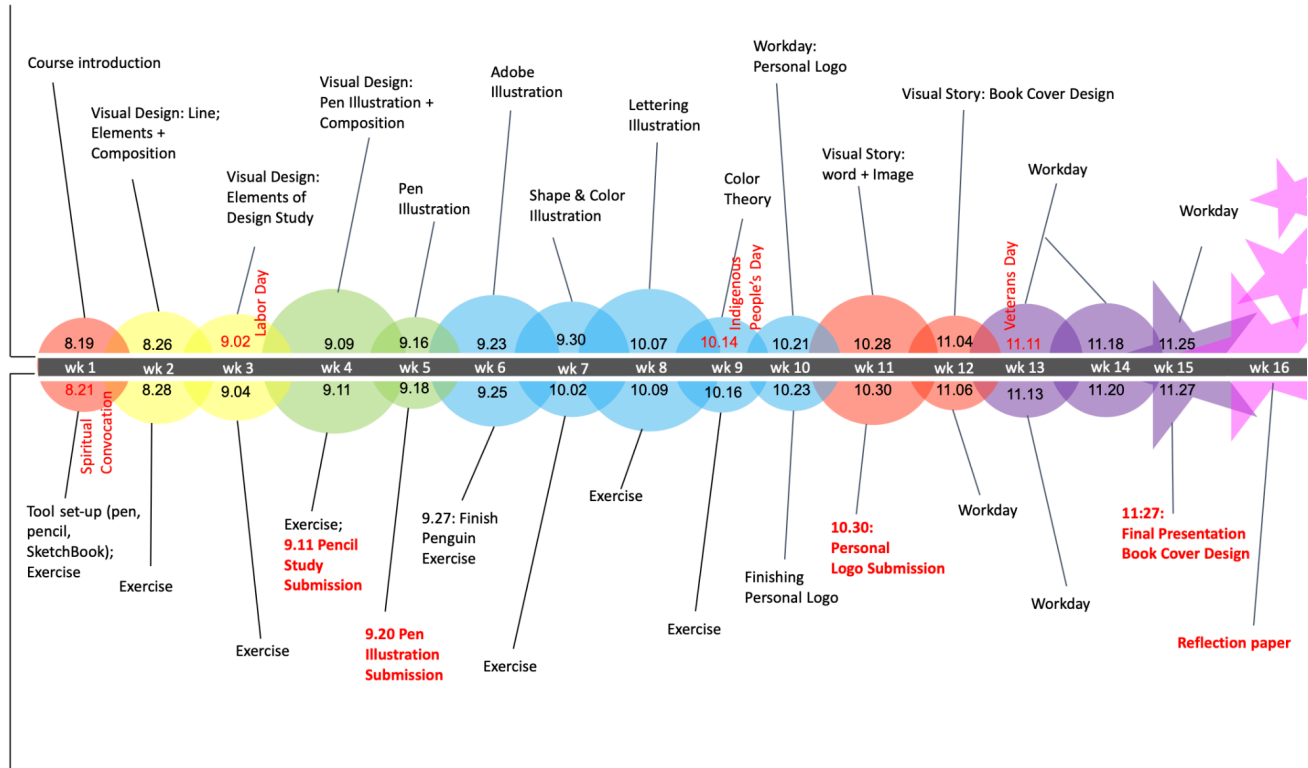 Course introduction
Visual Design: Line;
Elements +
Composition
Visual Design:
Elements of
Design Study
Visual Design:
Pen Illustration +
Composition
Pen
Illustration
Adobe
Illustration
Shape & Color
Illustration
Lettering
Illustration
Color
Theory
Workday:
Personal Logo
Visual Story:
word + Image
Visual Story: Book Cover Design
Workday
Workday
Labor Day
Indigenous
People's Day
Veterans Day
8.19
8.26
9.02
9.09
9.16
9.23
9.30
10.07
10.14
10.21
10.28
11.04
11.11
11.18
11.25
wk 1
wk 2
wk 3
wk 4
wk 5
wk 6
wk 7
wk 8
wk 9
wk 10
wk 11
wk 12
wk 13
wk 14
wk 15
wk 16
8.21
8.28
9.04
9.11
9.18
9.25
10.02
10.09
10.16
10.23
10.30
11.06
11.13
11.20
11.27
Spiritual
Convocation
Tool set-up (pen,
pencil,
SketchBook);
Exercise
Exercise
Exercise
Exercise;
9.11 Pencil
Study
Submission
9.20 Pen
Illustration
Submission
9.27: Finish
Penguin
Exercise
Exercise
Exercise
Exercise
Finishing
Personal Logo
10.30:
Personal
Logo Submission
Workday
Workday
11:27:
Final Presentation
Book Cover Design
Reflection paper